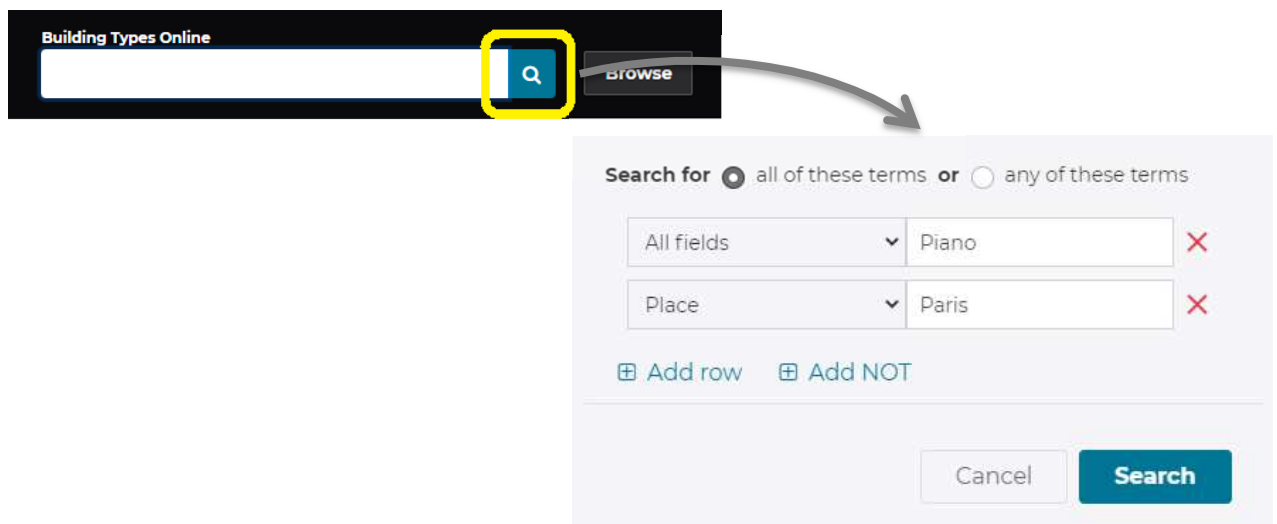 Building Types Online
Browse
Search for all of these terms or any of these terms
All fields Piano
Place Paris
Add row Add NOT
Cancel Search